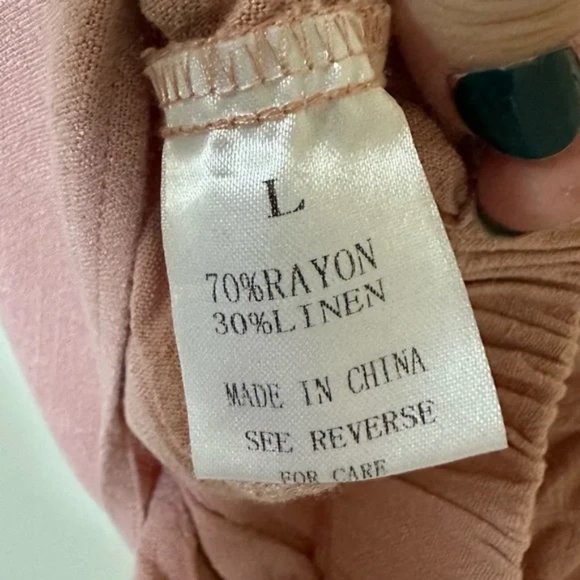 L
70%RAYON
30%LINEN
MADE IN CHINA
SEE REVERSE
FOR CARE